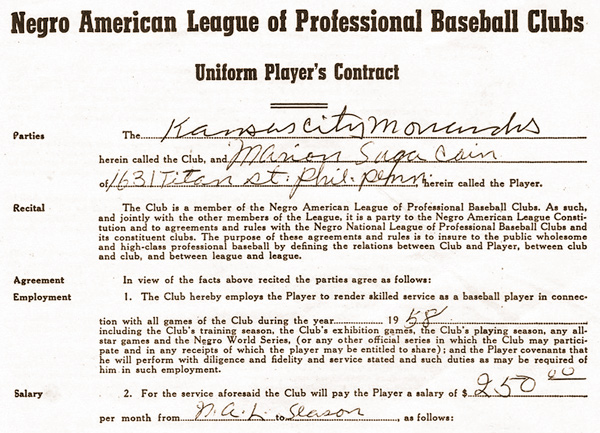 Negro American League of Professional Baseball Clubs
Uniform Player's Contract
Parties The Kansas City Monarchs
herein called the Club, and Marion Suga Cain
of 1631 Titan st. Phil. Penn. , herein called the Player.
Recital The Club is a member of the Negro American League of Professional Baseball Clubs. As such,
and jointly with the other members of the League, it is a party to the Negro American League Consti-
tution and to agreements and rules with the Negro National League of Professional Baseball Clubs and
its constituent clubs. The purpose of these agreements and rules is to insure to the public wholesome
and high-class professional baseball by defining the relations between Club and Player, between club
and club, and between league and league.
Agreement In view of the facts above recited the parties agree as follows:
Employment 1. The Club hereby employs the Player to render skilled service as a baseball player in connec-
tion with all games of the Club during the year 1958
including the Club's training season, the Club's exhibition games, the Club's playing season, any all-
star games and the Negro World Series, (or any other official series in which the Club may partici-
pate and in any receipts of which the player may be entitled to share); and the Player covenants that
he will perform with diligence and fidelity and service stated and such duties as may be required of
him in such employment.
Salary 2. For the service aforesaid the Club will pay the Player a salary of $250 00
per month from N.A.L. to Season , as follows: